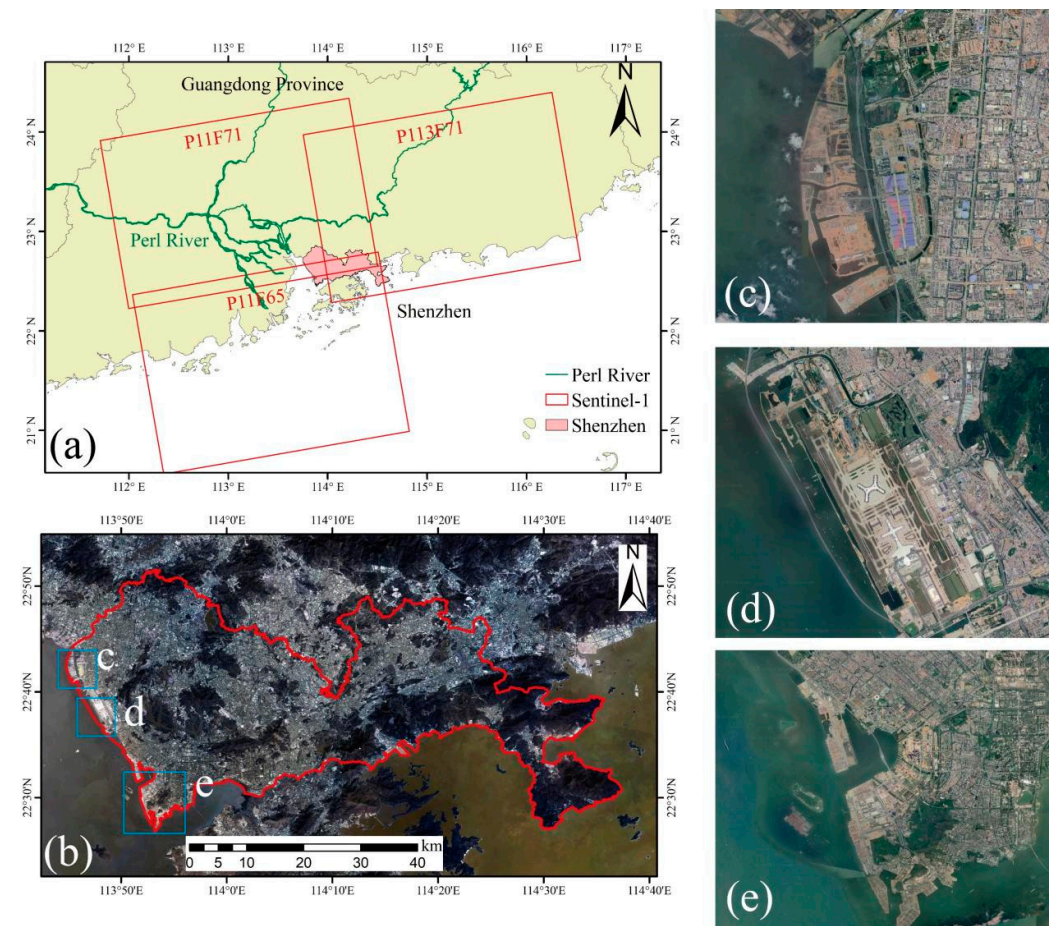 112° E 113° E 114° E 115° E 116° E 117° E
N
Guangdong Province
P11F71
P113F71
24° N
24° N
23° N
23° N
Perl River
P11F65
Shenzhen
22° N
22° N
Perl River
Sentinel-1
Shenzhen
21° N
21° N
(a)
112° E 113° E 114° E 115° E 116° E 117° E
113°50'E 114°00'E 114°10'E 114°20'E 114°30'E 114°40'E
N
22°50'N
22°50'N
c
22°40'N
22°40'N
d
e
22°30'N
22°30'N
km
0 5 10 20 30 40
(b)
113°50'E 114°00'E 114°10'E 114°20'E 114°30'E 114°40'E
(c)
(d)
(e)